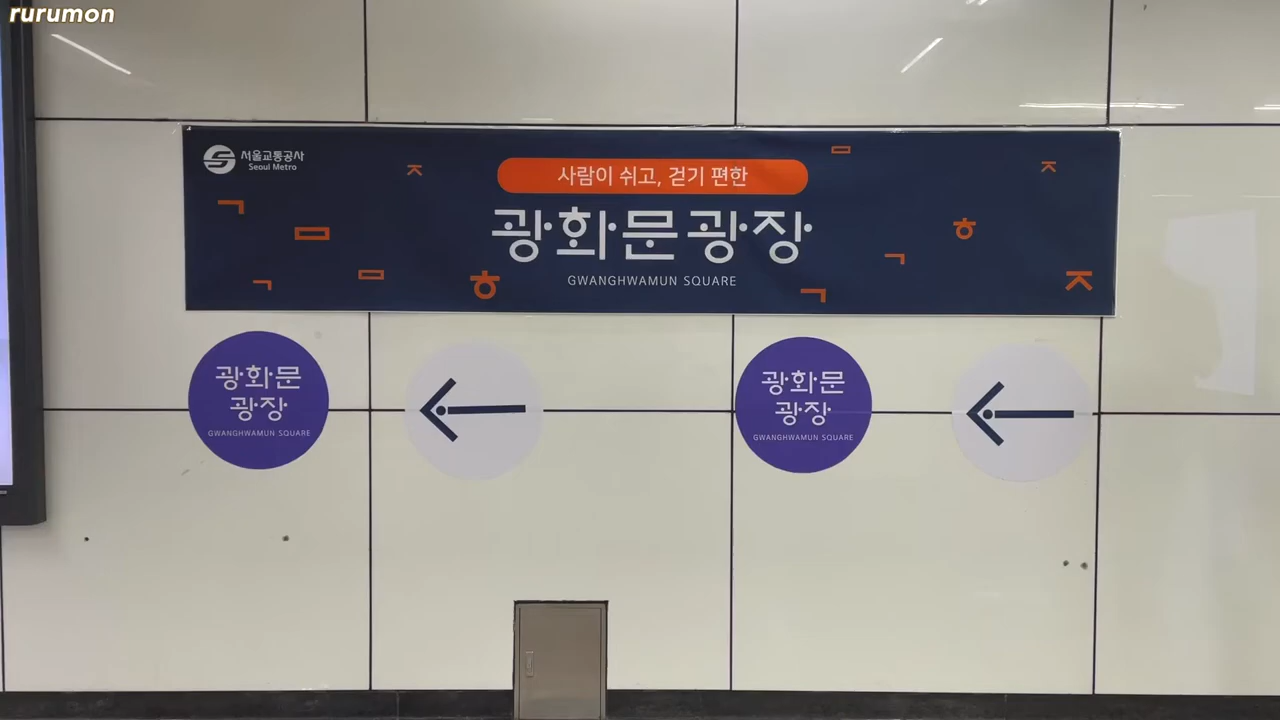 rurumon
서울교통공사
Seoul Metro
사람이 쉬고, 걷기 편한
광화문광장
GWANGHWAMUN SQUARE
광화문
광장
GWANGHWAMUN SQUARE
광화문
광장
GWANGHWAMUN SQUARE